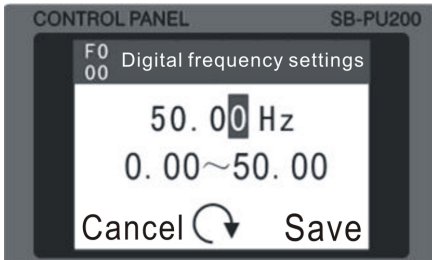 CONTROL PANEL SB-PU200
F0
00 Digital frequency settings
50.00 Hz
0.00～50.00
Cancel Save